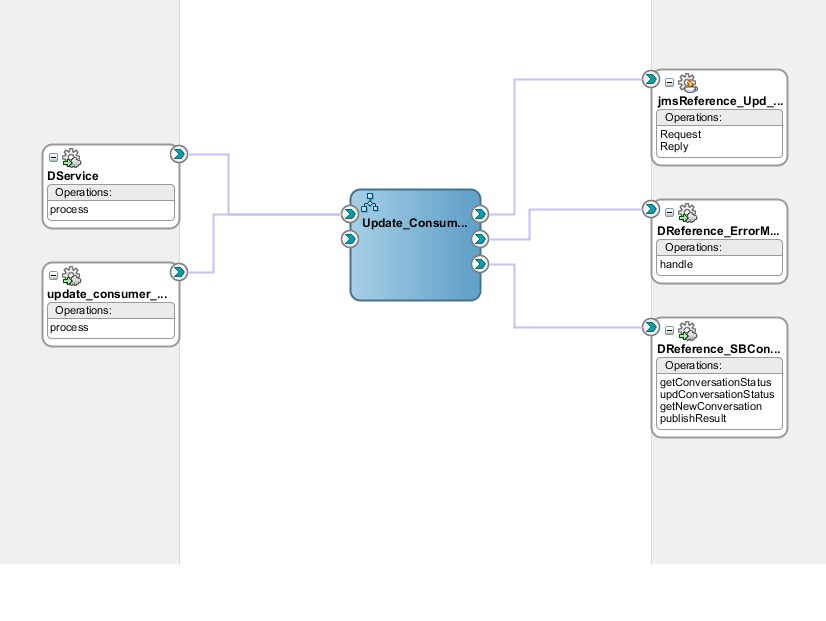 DService
Operations:
process
update_consumer_...
Operations:
process
Update_Consum...
jmsReference_Upd_...
Operations:
Request
Reply
DReference_ErrorM...
Operations:
handle
DReference_SBCon...
Operations:
getConversationStatus
updConversationStatus
getNewConversation
publishResult